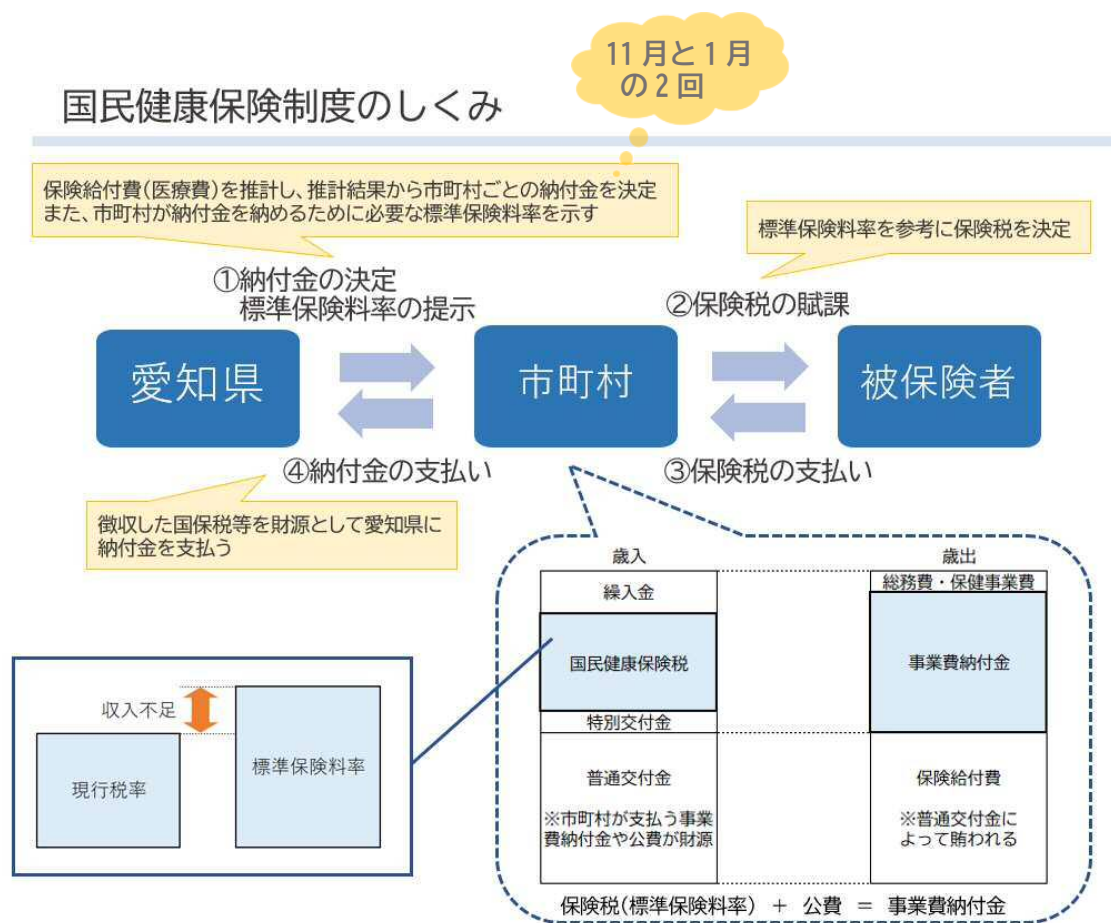 11月と1月
の2回
国民健康保険制度のしくみ
保険給付費(医療費)を推計し、推計結果から市町村ごとの納付金を決定
また、市町村が納付金を納めるために必要な標準保険料率を示す
標準保険料率を参考に保険税を決定
①納付金の決定
標準保険料率の提示
②保険税の賦課
愛知県
市町村
被保険者
④納付金の支払い
③保険税の支払い
徴収した国保税等を財源として愛知県に
納付金を支払う
歳入
歳出
繰入金
国民健康保険税
特別交付金
普通交付金
※市町村が支払う事業
費納付金や公費が財源
総務費・保健事業費
事業費納付金
保険給付費
※普通交付金に
よって賄われる
保険税(標準保険料率) + 公費 = 事業費納付金
収入不足
現行税率
標準保険料率